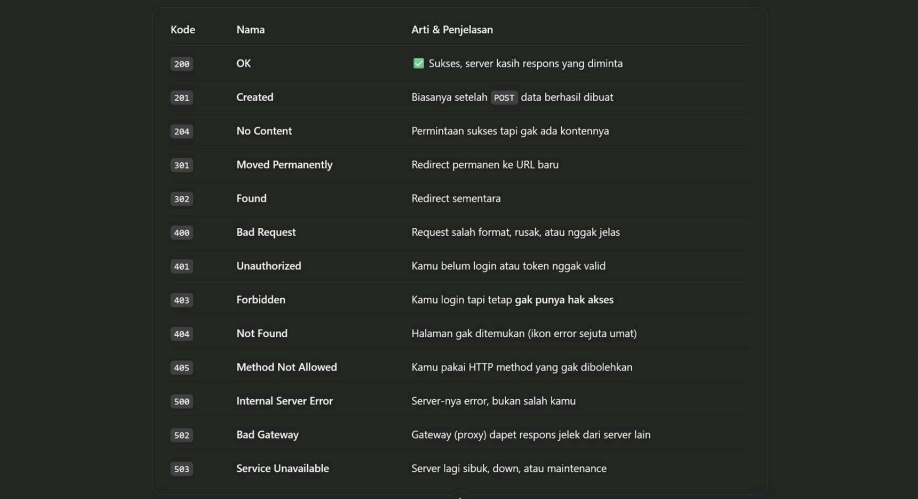 Kode Nama Arti & Penjelasan
200 OK ✅ Sukses, server kasih respons yang diminta
201 Created Biasanya setelah POST data berhasil dibuat
204 No Content Permintaan sukses tapi gak ada kontennya
301 Moved Permanently Redirect permanen ke URL baru
302 Found Redirect sementara
400 Bad Request Request salah format, rusak, atau nggak jelas
401 Unauthorized Kamu belum login atau token nggak valid
403 Forbidden Kamu login tapi tetap gak punya hak akses
404 Not Found Halaman gak ditemukan (ikon error sejuta umat)
405 Method Not Allowed Kamu pakai HTTP method yang gak dibolehkan
500 Internal Server Error Server-nya error, bukan salah kamu
502 Bad Gateway Gateway (proxy) dapet respons jelek dari server lain
503 Service Unavailable Server lagi sibuk, down, atau maintenance